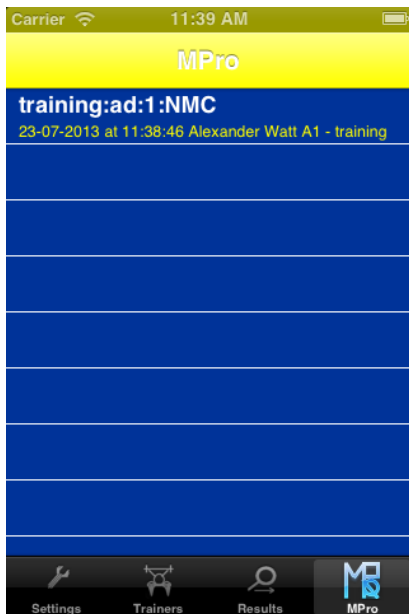 Carrier 11:39 AM
MPro
training:ad:1:NMC
23-07-2013 at 11:38:46 Alexander Watt A1 - training
Settings Trainers Results MPro